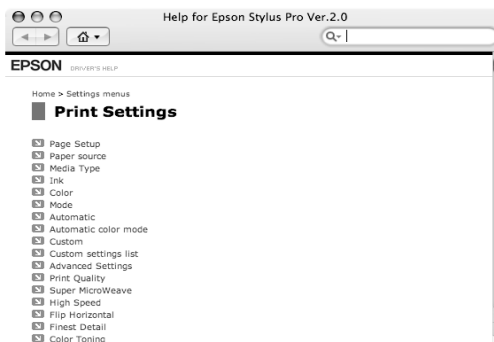 Help for Epson Stylus Pro Ver.2.0
EPSON DRIVER'S HELP
Home > Settings menus
Print Settings
Page Setup
Paper source
Media Type
Ink
Color
Mode
Automatic
Automatic color mode
Custom
Custom settings list
Advanced Settings
Print Quality
Super MicroWeave
High Speed
Flip Horizontal
Finest Detail
Color Toning